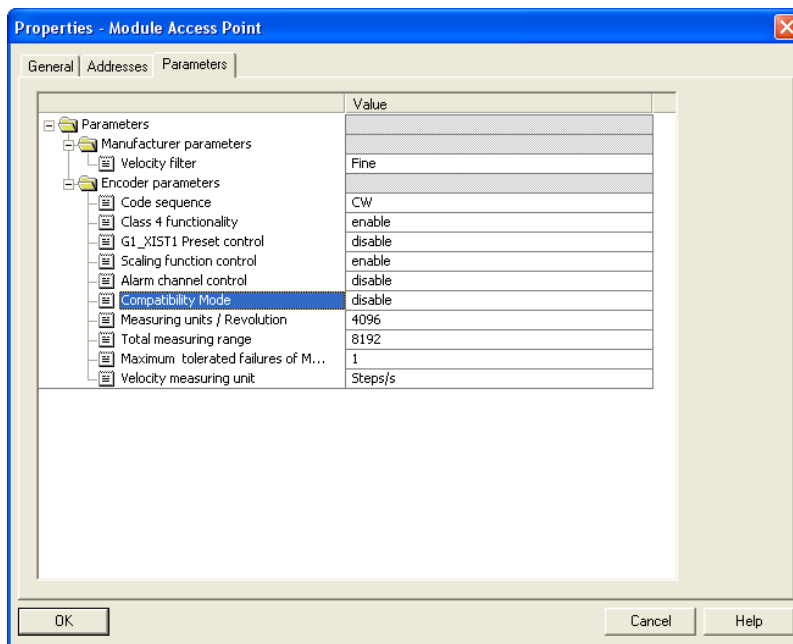 Properties - Module Access Point
General Addresses Parameters
Value
Parameters
Manufacturer parameters
Velocity filter Fine
Encoder parameters
Code sequence CW
Class 4 functionality enable
G1_XIST1 Preset control disable
Scaling function control enable
Alarm channel control disable
Compatibility Mode disable
Measuring units / Revolution 4096
Total measuring range 8192
Maximum tolerated failures of M... 1
Velocity measuring unit Steps/s
OK Cancel Help